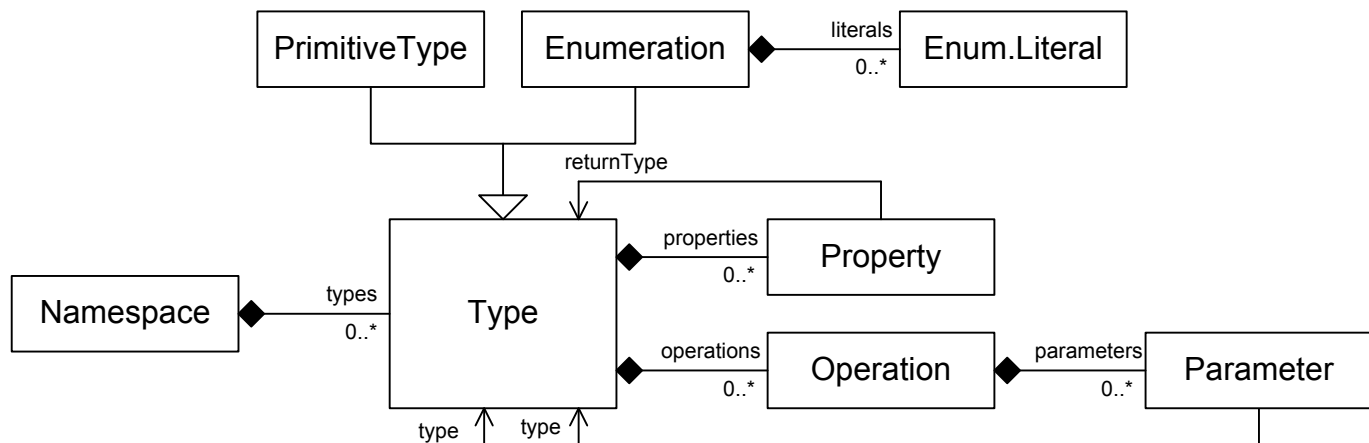 PrimitiveType
Enumeration
literals
0..*
Enum.Literal
returnType
Namespace
types
0..*
Type
properties
0..*
Property
operations
0..*
Operation
parameters
0..*
Parameter
type
type